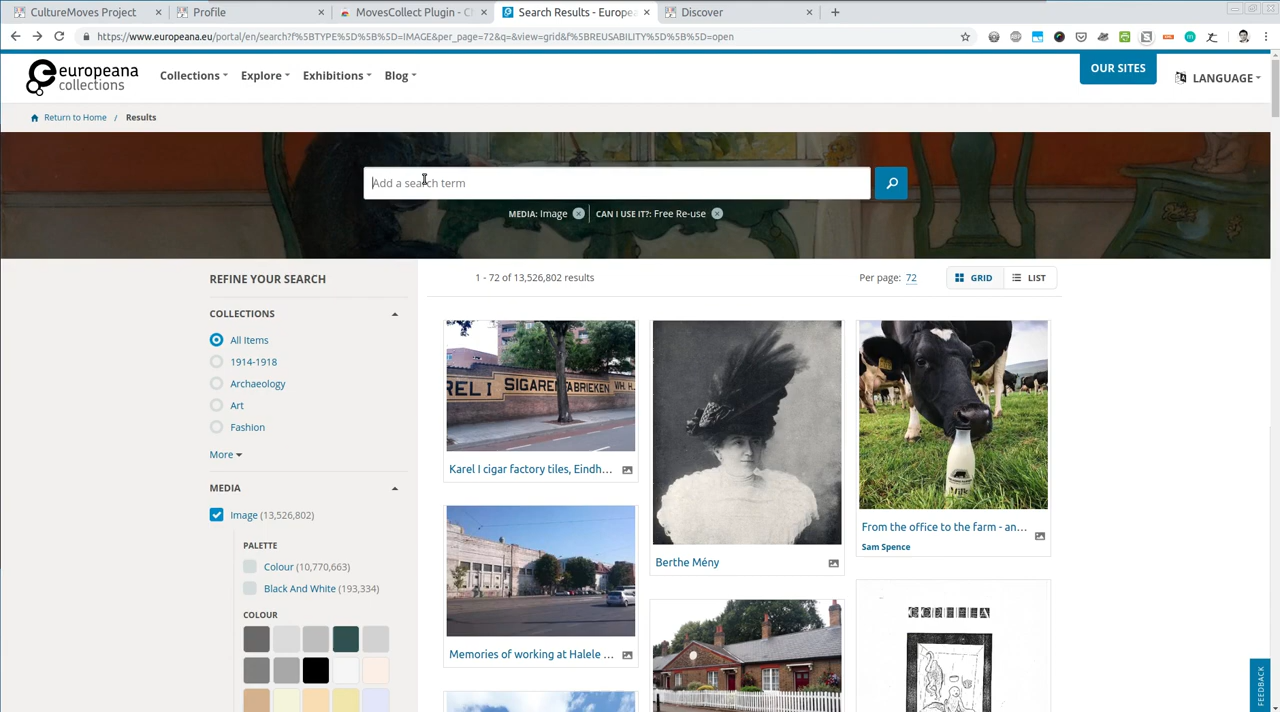 CultureMoves Project
Profile
MovesCollect Plugin - C
Search Results - Europe
Discover
https://www.europeana.eu/portal/en/search?f%5BTYPE%5D%5B%5D=IMAGE&per_page=72&q=&view=grid&f%5BREUSABILITY%5D%5B%5D=open
europeana
collections
Collections
Explore
Exhibitions
Blog
OUR SITES
LANGUAGE
Return to Home / Results
Add a search term
MEDIA: Image
CAN I USE IT?: Free Re-use
REFINE YOUR SEARCH
1 - 72 of 13,526,802 results
Per page: 72
GRID
LIST
COLLECTIONS
All Items
1914-1918
Archaeology
Art
Fashion
More
MEDIA
Image (13,526,802)
PALETTE
Colour (10,770,663)
Black And White (193,334)
COLOUR
REL I SIGARENFABRIEKEN
Karel I cigar factory tiles, Eindh...
Memories of working at Halele ...
Berthe Mény
Milk
From the office to the farm - an...
Sam Spence
FEEDBACK